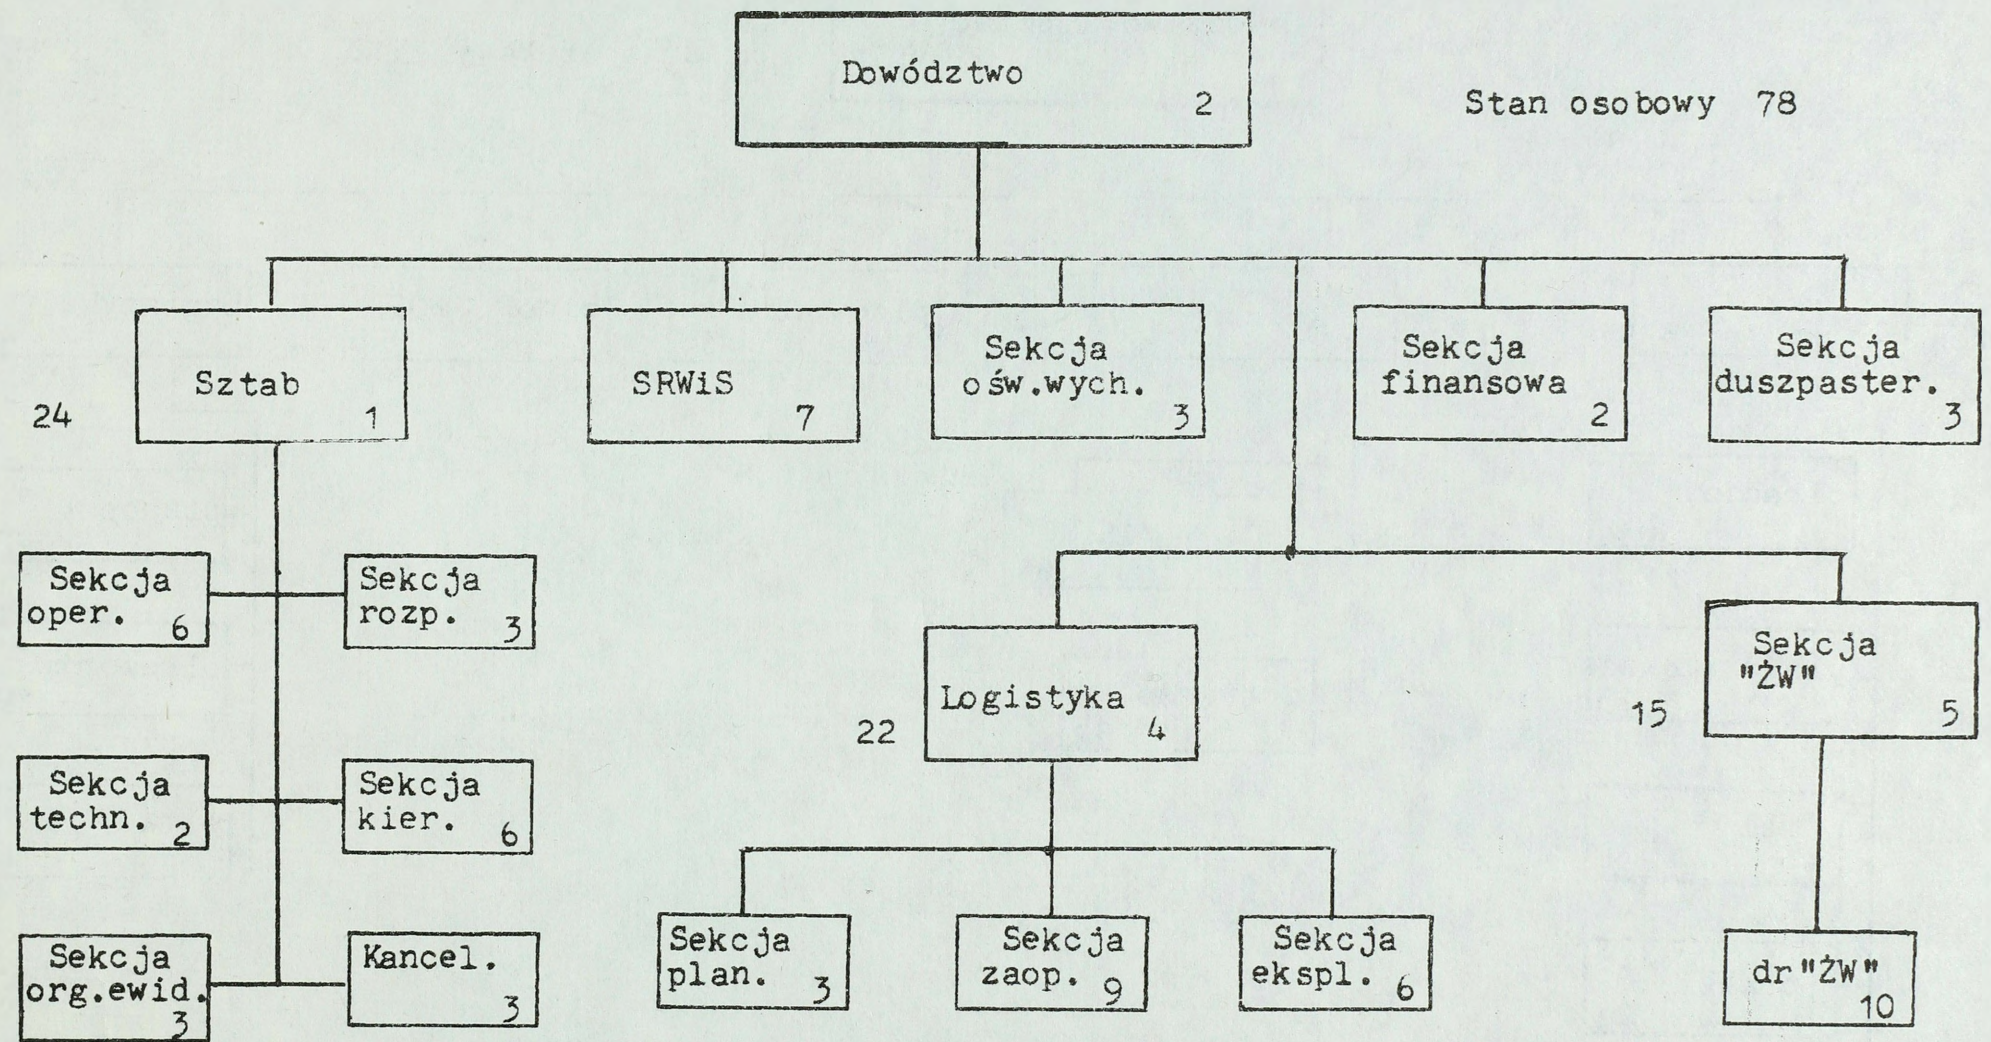 Dowództwo
2
Stan osobowy 78
24
Sztab
1
SRWiS
7
Sekcja
ośw.wych.
3
Sekcja
finansowa
2
Sekcja
duszpaster.
3
Sekcja
oper. 6
Sekcja
rozp. 3
Sekcja
techn. 2
Sekcja
kier. 6
Sekcja
org.ewid.
3
Kancel.
3
22
Logistyka
4
Sekcja
plan. 3
Sekcja
zaop. 9
Sekcja
ekspl. 6
15
Sekcja
"ŻW"
5
dr "ŻW"
10